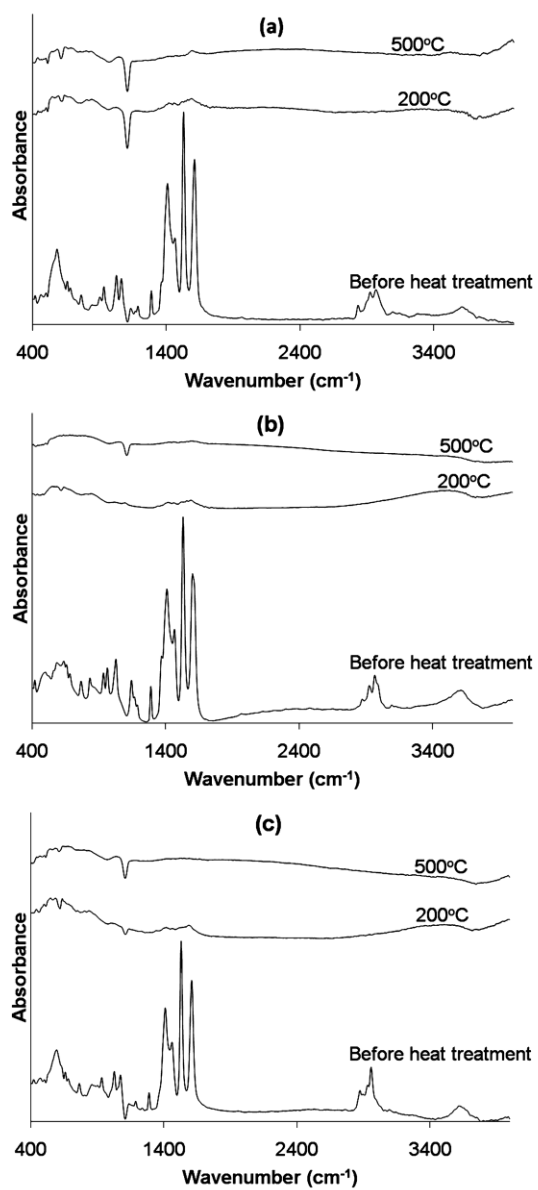 (a)
500°C
200°C
Before heat treatment
Absorbance
400 1400 2400 3400
Wavenumber (cm⁻¹)
(b)
500°C
200°C
Before heat treatment
Absorbance
400 1400 2400 3400
Wavenumber (cm⁻¹)
(c)
500°C
200°C
Before heat treatment
Absorbance
400 1400 2400 3400
Wavenumber (cm⁻¹)